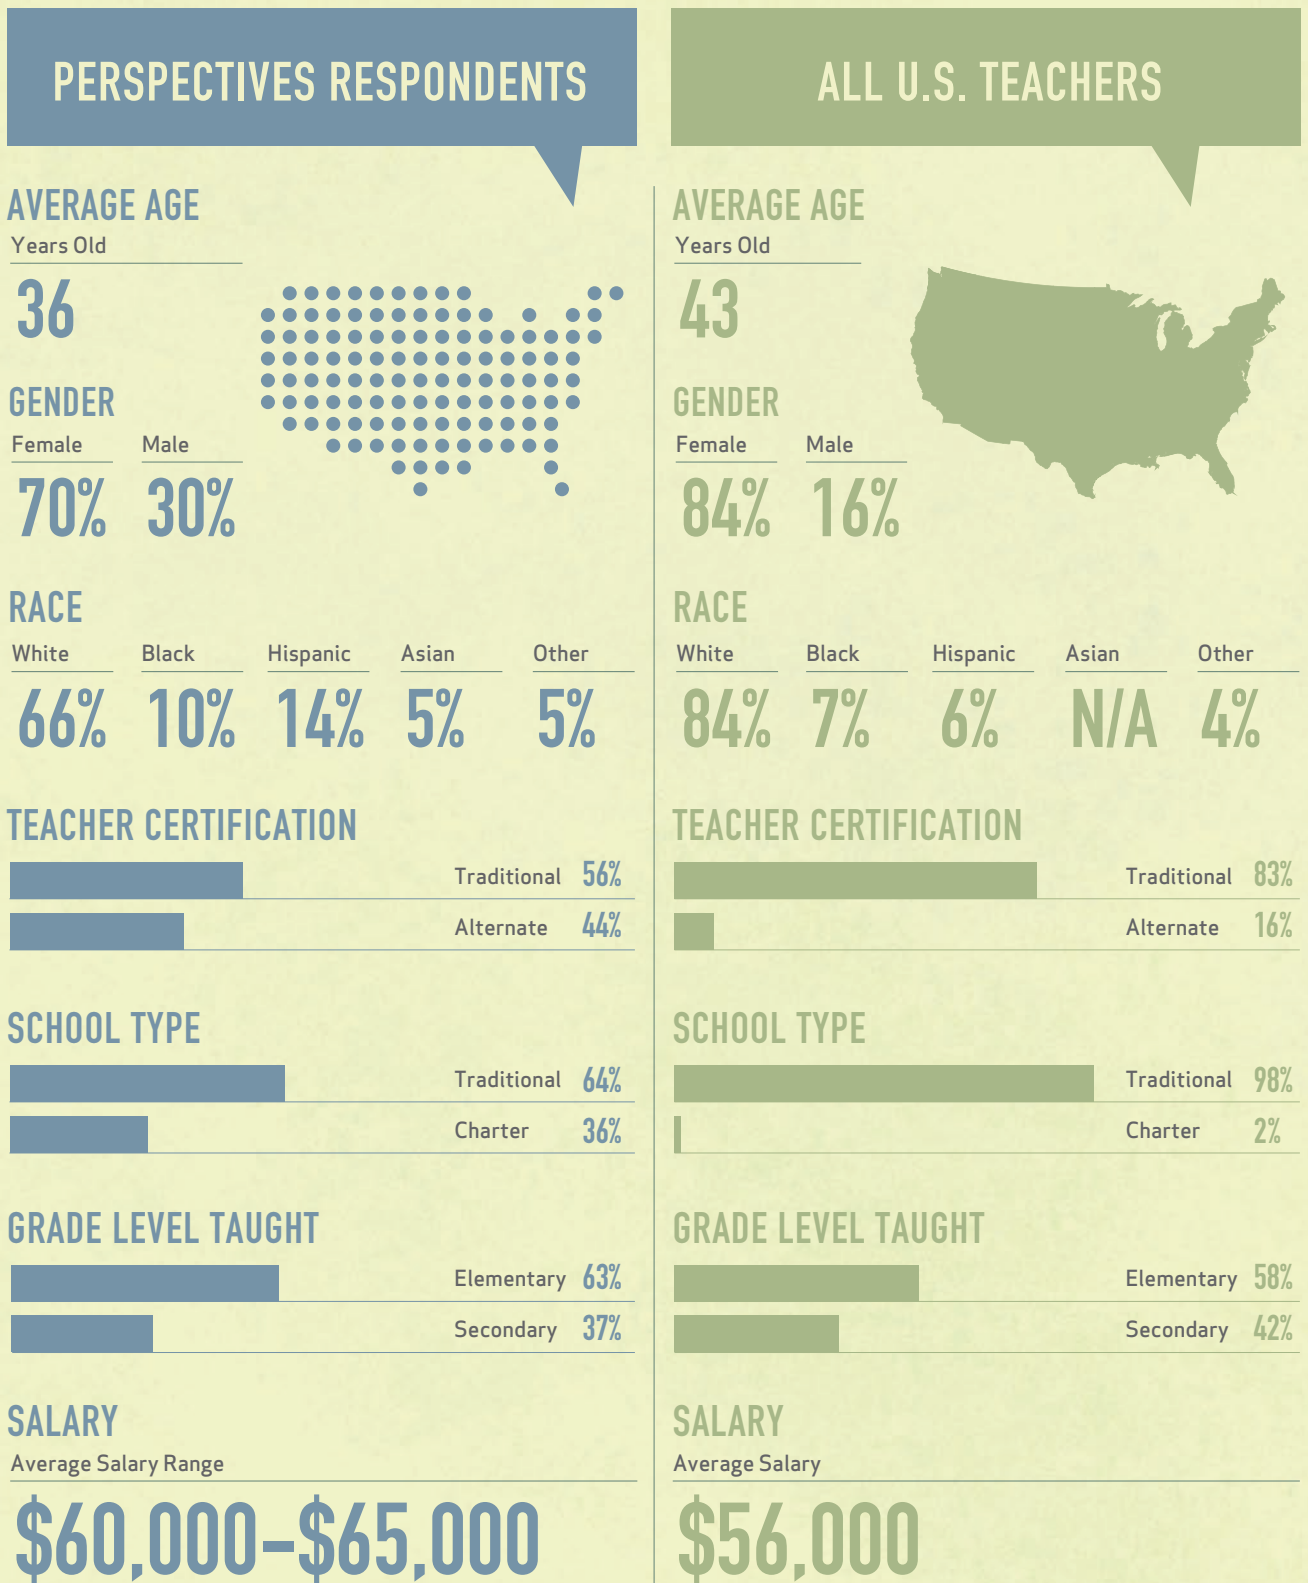 PERSPECTIVES RESPONDENTS
AVERAGE AGE
Years Old
36
GENDER
Female Male
70% 30%
RACE
White Black Hispanic Asian Other
66% 10% 14% 5% 5%
TEACHER CERTIFICATION
Traditional 56%
Alternate 44%
SCHOOL TYPE
Traditional 64%
Charter 36%
GRADE LEVEL TAUGHT
Elementary 63%
Secondary 37%
SALARY
Average Salary Range
$60,000–$65,000
ALL U.S. TEACHERS
AVERAGE AGE
Years Old
43
GENDER
Female Male
84% 16%
RACE
White Black Hispanic Asian Other
84% 7% 6% N/A 4%
TEACHER CERTIFICATION
Traditional 83%
Alternate 16%
SCHOOL TYPE
Traditional 98%
Charter 2%
GRADE LEVEL TAUGHT
Elementary 58%
Secondary 42%
SALARY
Average Salary
$56,000